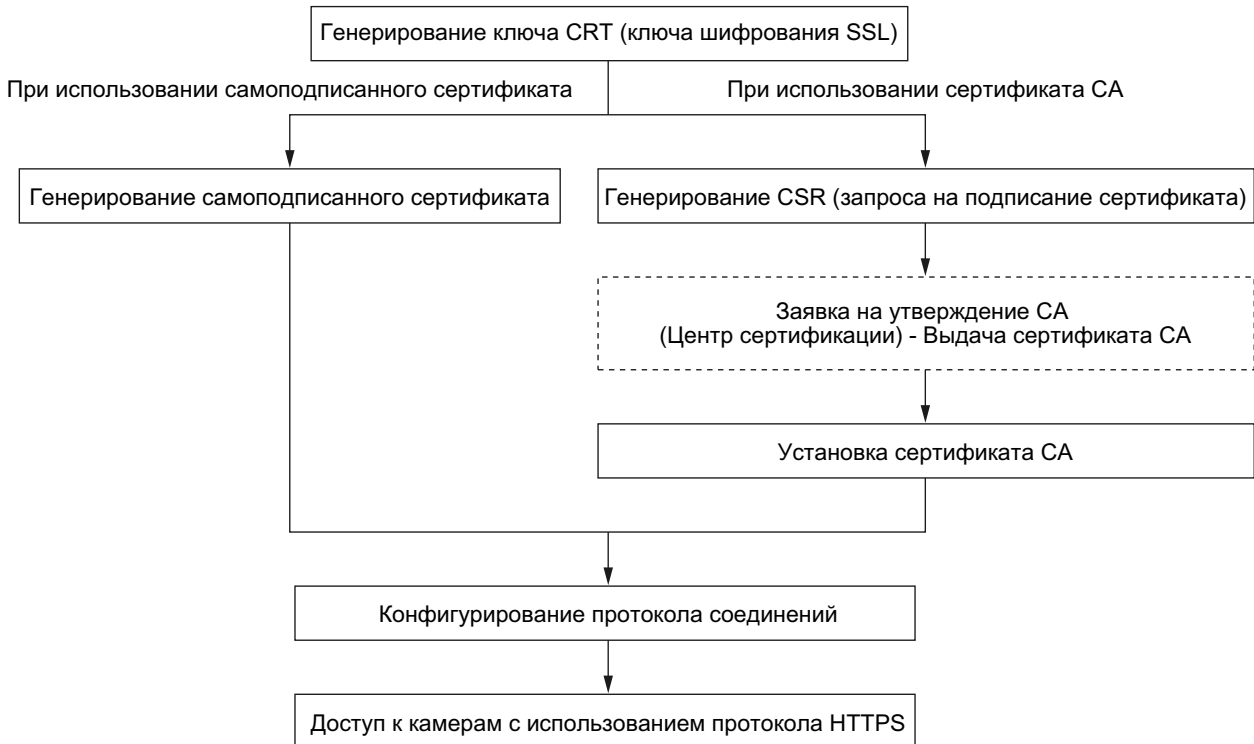 Генерирование ключа CRT (ключа шифрования SSL)
При использовании самоподписанного сертификата
При использовании сертификата CA
Генерирование самоподписанного сертификата
Генерирование CSR (запроса на подписание сертификата)
Заявка на утверждение CA
(Центр сертификации) - Выдача сертификата CA
Установка сертификата CA
Конфигурирование протокола соединений
Доступ к камерам с использованием протокола HTTPS